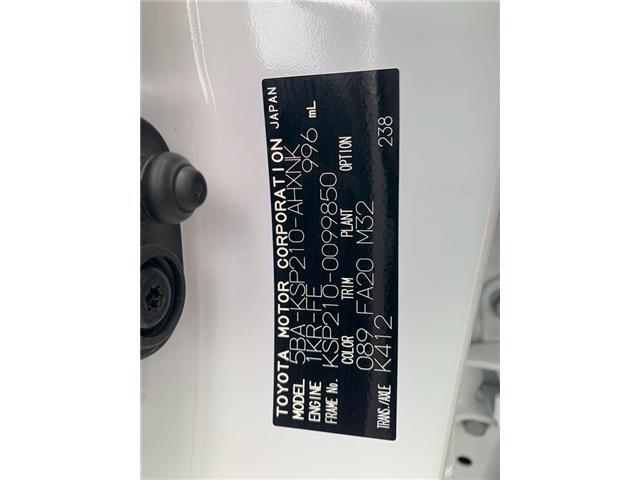 TOYOTA MOTOR CORPORATION JAPAN
MODEL 5BA-KSP210-AHXNK
ENGINE 1KR-FE 996 mL
FRAME No. KSP210-0099850
COLOR TRIM PLANT OPTION
089 FA20 M32 238
TRANS./AXLE K412